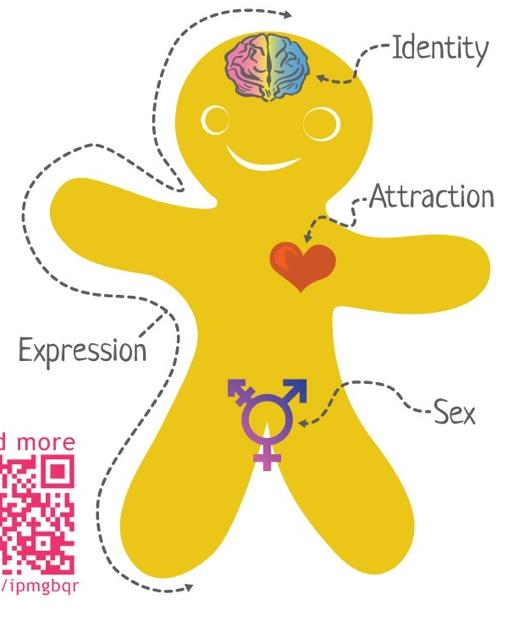 Identity
Attraction
Expression
Sex
d more
/ipmgbqr